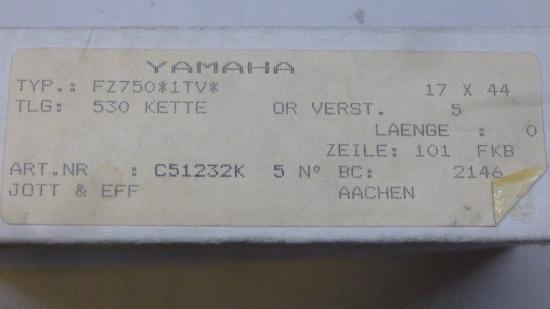 YAMAHA
TYP.: FZ750*1TV* 17 X 44
TLG: 530 KETTE OR VERST. 5
LAENGE : 0
ZEILE: 101 FKB
ART.NR : C51232K 5 N° BC: 2146
JOTT & EFF AACHEN